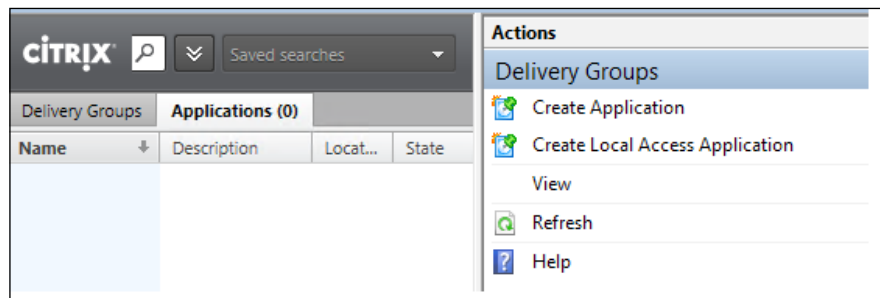 CITRIX
Saved searches
Delivery Groups
Applications (0)
Name
Description
Locat...
State
Actions
Delivery Groups
Create Application
Create Local Access Application
View
Refresh
Help